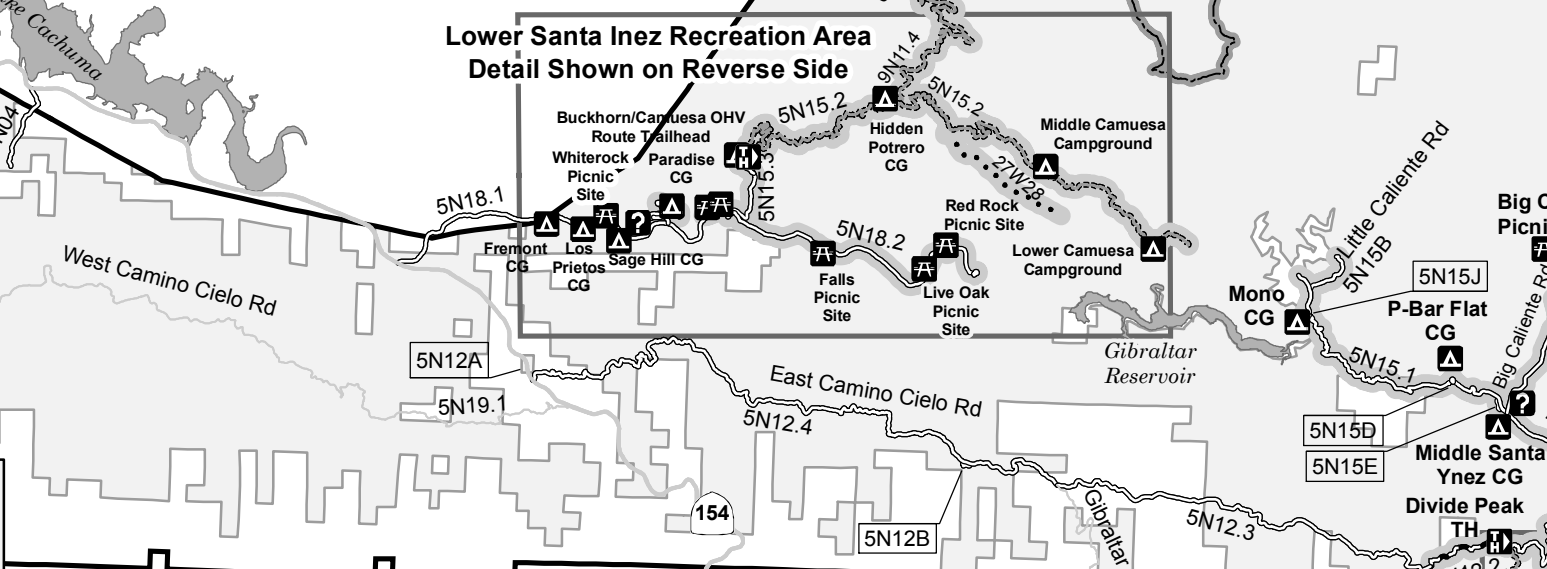 Lake Cachuma
Lower Santa Inez Recreation Area
Detail Shown on Reverse Side
9N11.4
5N15.2
5N15.2
Buckhorn/Camuesa OHV
Route Trailhead
Hidden
Potrero
CG
Middle Camuesa
Campground
Whiterock
Picnic
Site
Paradise
CG
5N15.3
27W28
Little Caliente Rd
5N18.1
Fremont
CG
Los
Prietos
CG
Sage Hill CG
5N18.2
Red Rock
Picnic Site
Lower Camuesa
Campground
5N15B
Falls
Picnic
Site
Live Oak
Picnic
Site
West Camino Cielo Rd
Mono
CG
5N15J
P-Bar Flat
CG
Big Caliente Rd
Gibraltar
Reservoir
5N12A
5N15.1
East Camino Cielo Rd
5N19.1
5N12.4
5N15D
5N15E
Middle Santa
Ynez CG
154
5N12B
Gibraltar
5N12.3
Divide Peak
TH
?
?
TH
TH